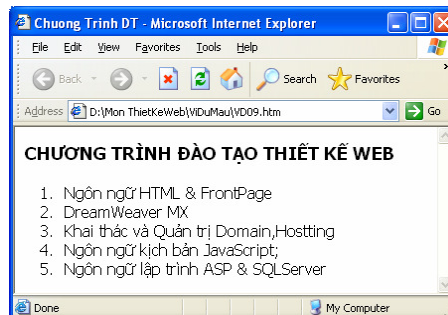 Chuong Trinh DT - Microsoft Internet Explorer
File Edit View Favorites Tools Help
Back Search Favorites
Address D:\Mon ThietKeWeb\ViDuMau\VD09.htm Go
CHƯƠNG TRÌNH ĐÀO TẠO THIẾT KẾ WEB
1. Ngôn ngữ HTML & FrontPage
2. DreamWeaver MX
3. Khai thác và Quản trị Domain,Hostting
4. Ngôn ngữ kịch bản JavaScript;
5. Ngôn ngữ lập trình ASP & SQLServer
Done My Computer